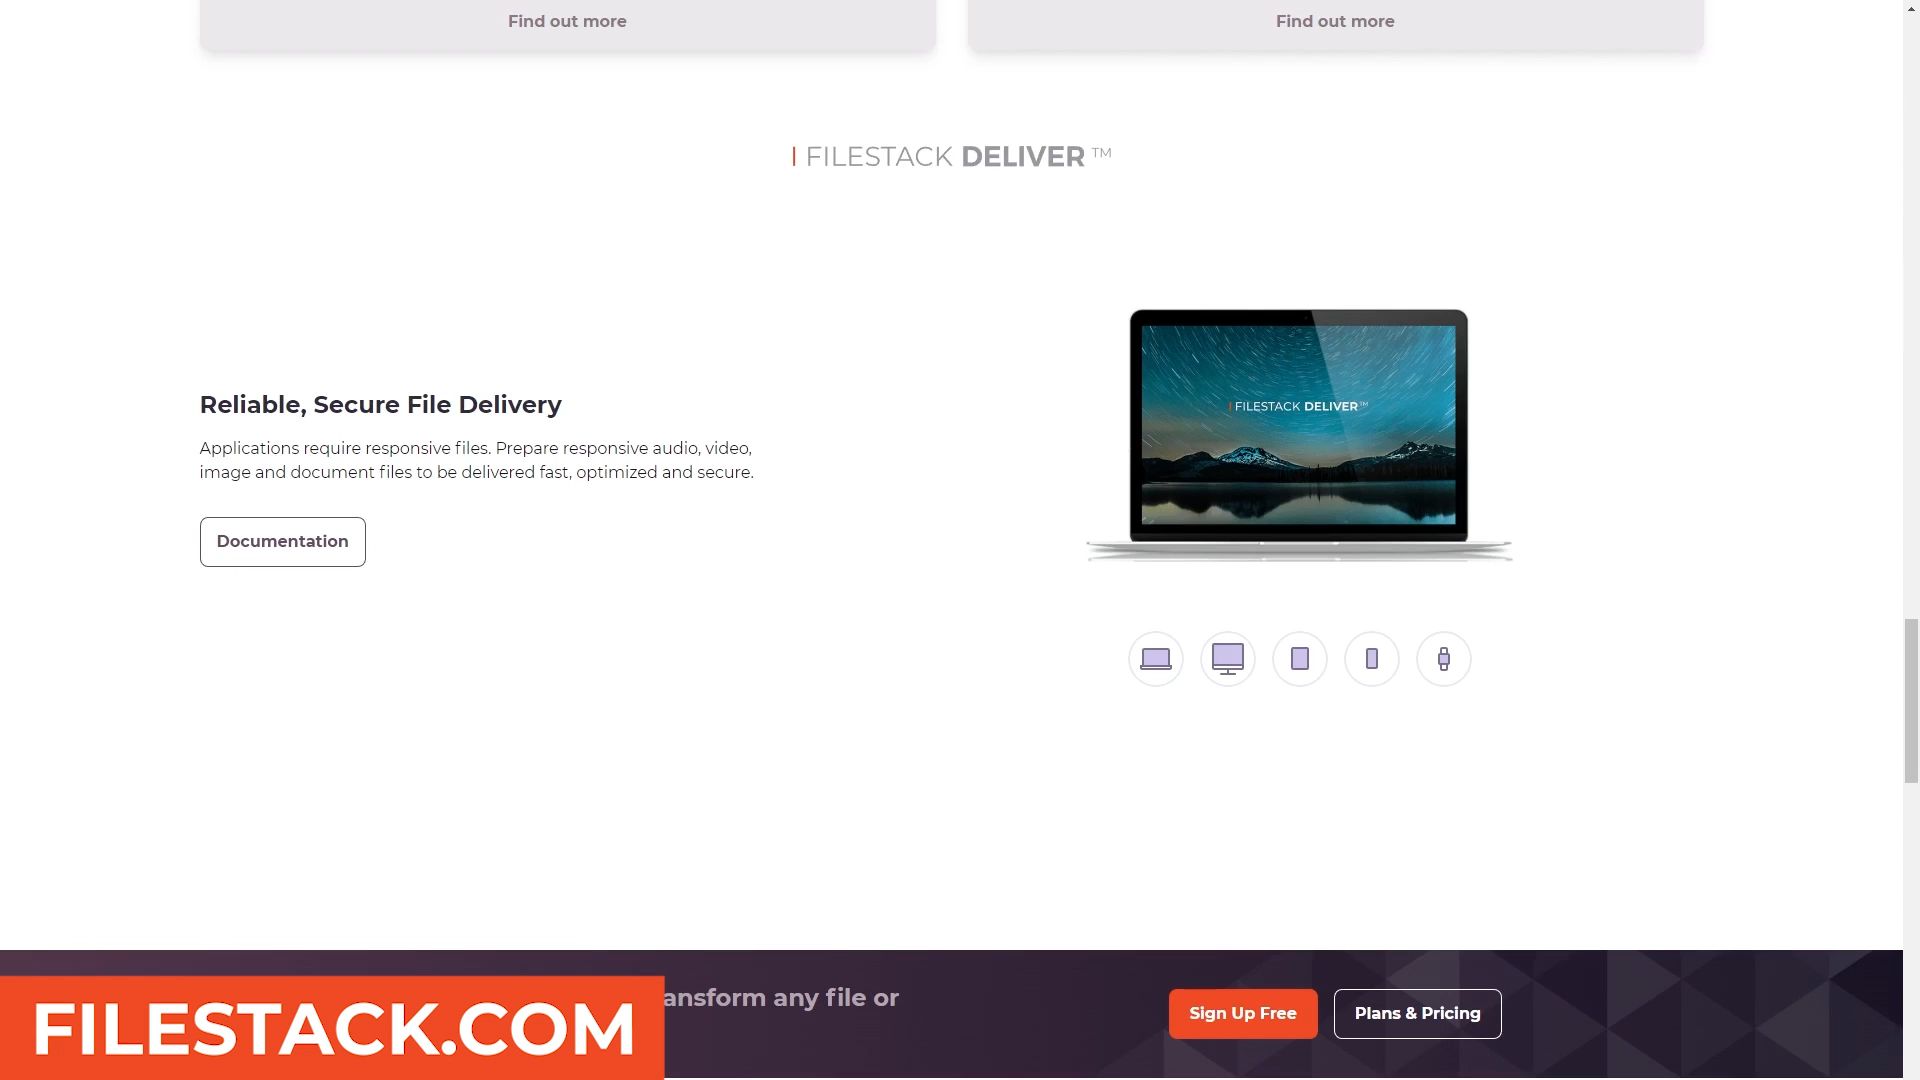 Find out more
Find out more
FILESTACK DELIVER ™
Reliable, Secure File Delivery
Applications require responsive files. Prepare responsive audio, video,
image and document files to be delivered fast, optimized and secure.
Documentation
FILESTACK DELIVER™
any file or
Sign Up Free
Plans & Pricing
FILESTACK.COM